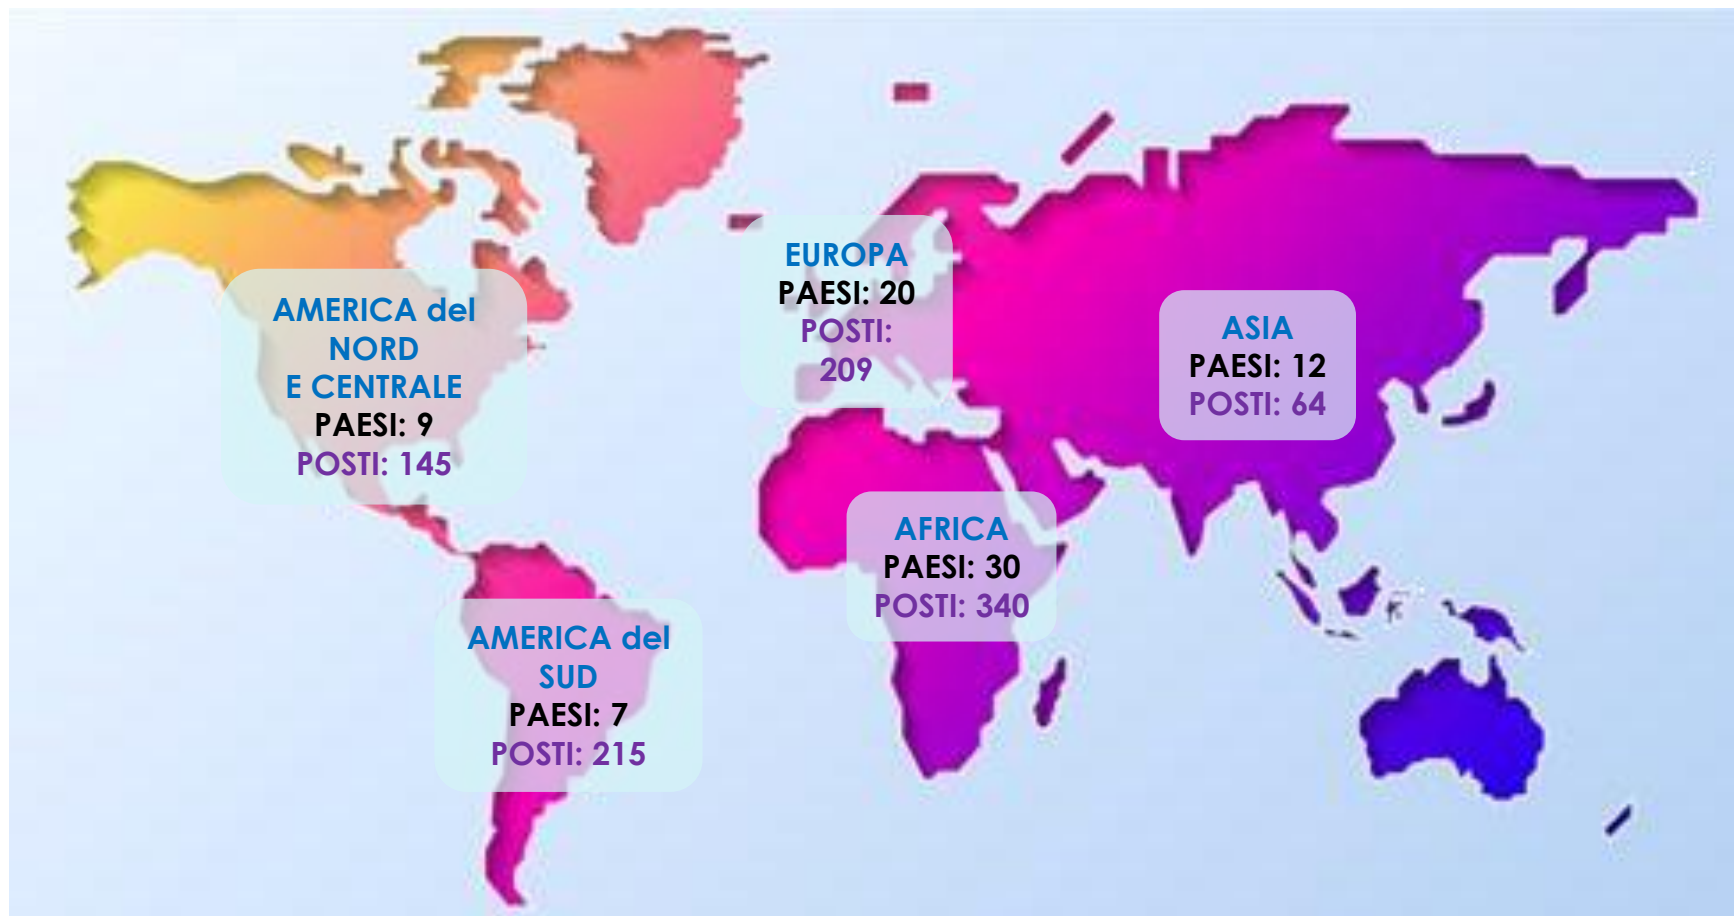 EUROPA
PAESI: 20
POSTI:
209
AMERICA del
NORD
E CENTRALE
PAESI: 9
POSTI: 145
ASIA
PAESI: 12
POSTI: 64
AFRICA
PAESI: 30
POSTI: 340
AMERICA del
SUD
PAESI: 7
POSTI: 215